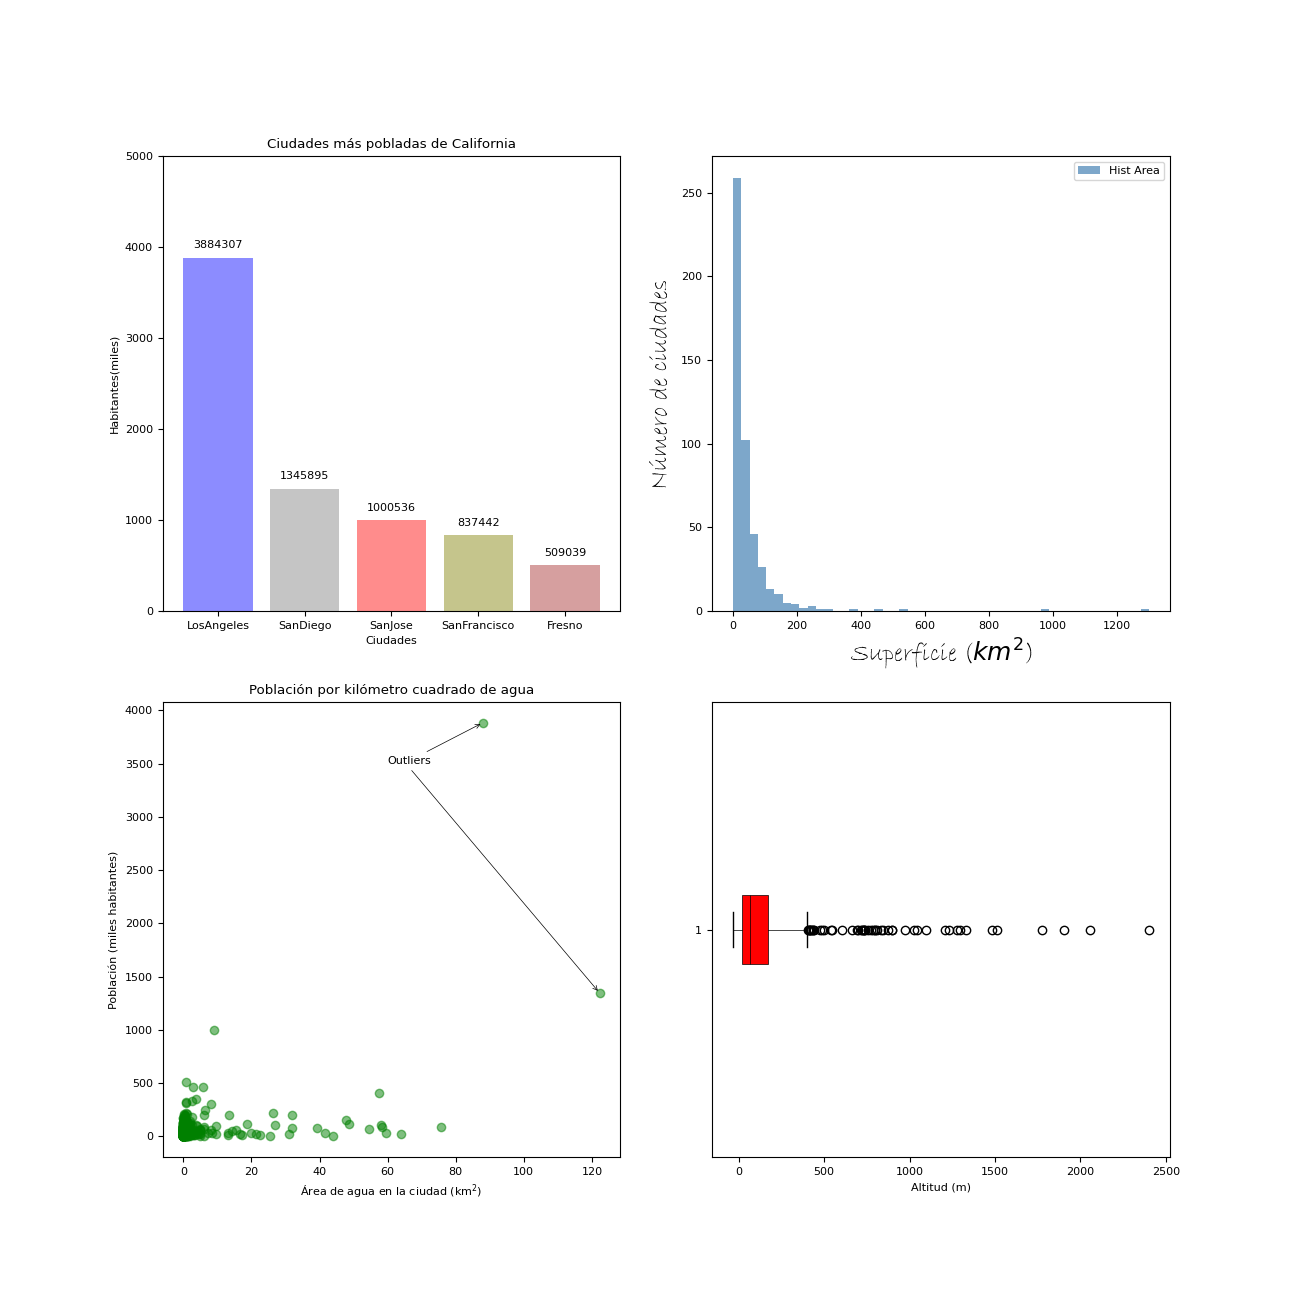 Ciudades más pobladas de California
5000
4000
3000
2000
1000
0
Habitantes(miles)
3884307
1345895
1000536
837442
509039
LosAngeles SanDiego SanJose SanFrancisco Fresno
Ciudades
Hist Area
250
200
150
100
50
0
Número de ciudades
0 200 400 600 800 1000 1200
Superficie (km²)
Población por kilómetro cuadrado de agua
4000
3500
3000
2500
2000
1500
1000
500
0
Población (miles habitantes)
Outliers
0 20 40 60 80 100 120
Área de agua en la ciudad (km²)
1
0 500 1000 1500 2000 2500
Altitud (m)